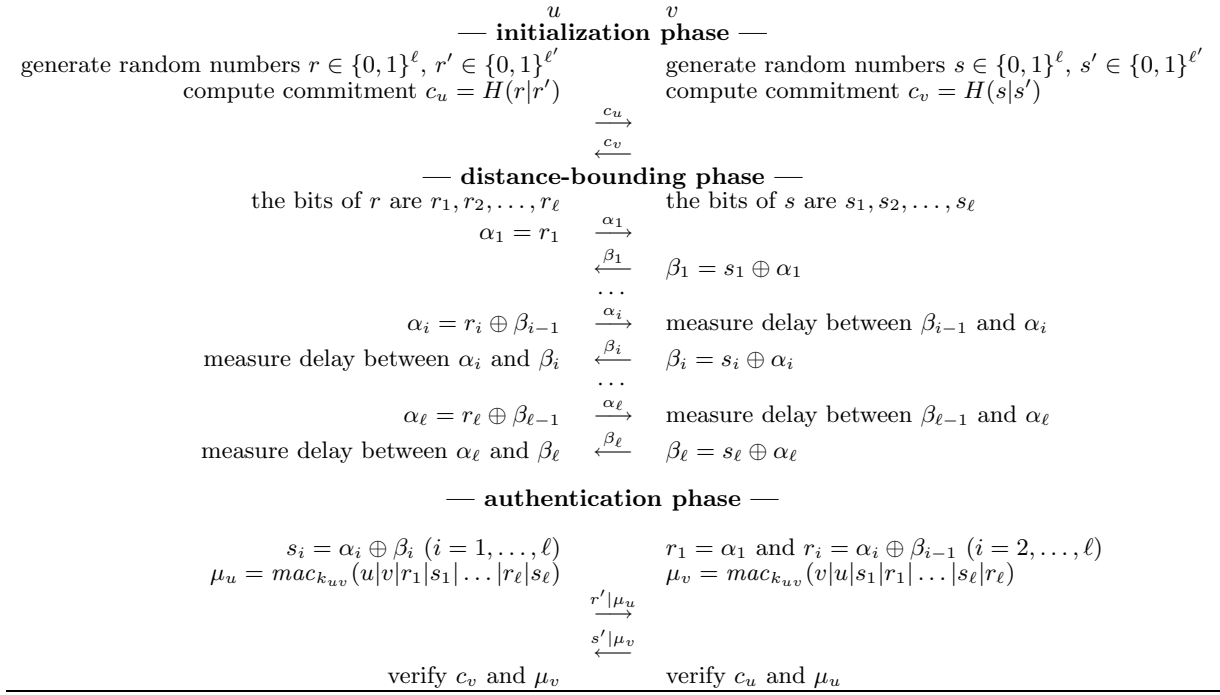 u v
— initialization phase —
generate random numbers r ∈ {0, 1}^ℓ, r′ ∈ {0, 1}^ℓ′ generate random numbers s ∈ {0, 1}^ℓ, s′ ∈ {0, 1}^ℓ′
compute commitment c_u = H(r|r′) compute commitment c_v = H(s|s′)
c_u →
c_v ←
— distance-bounding phase —
the bits of r are r_1, r_2, . . . , r_ℓ the bits of s are s_1, s_2, . . . , s_ℓ
α_1 = r_1 α_1 →
β_1 ← β_1 = s_1 ⊕ α_1
. . .
α_i = r_i ⊕ β_{i−1} α_i → measure delay between β_{i−1} and α_i
measure delay between α_i and β_i β_i ← β_i = s_i ⊕ α_i
. . .
α_ℓ = r_ℓ ⊕ β_{ℓ−1} α_ℓ → measure delay between β_{ℓ−1} and α_ℓ
measure delay between α_ℓ and β_ℓ β_ℓ ← β_ℓ = s_ℓ ⊕ α_ℓ
— authentication phase —
s_i = α_i ⊕ β_i (i = 1, . . . , ℓ) r_1 = α_1 and r_i = α_i ⊕ β_{i−1} (i = 2, . . . , ℓ)
μ_u = mac_{k_{uv}}(u|v|r_1|s_1| . . . |r_ℓ|s_ℓ) μ_v = mac_{k_{uv}}(v|u|s_1|r_1| . . . |s_ℓ|r_ℓ)
r′|μ_u →
s′|μ_v ←
verify c_v and μ_v verify c_u and μ_u